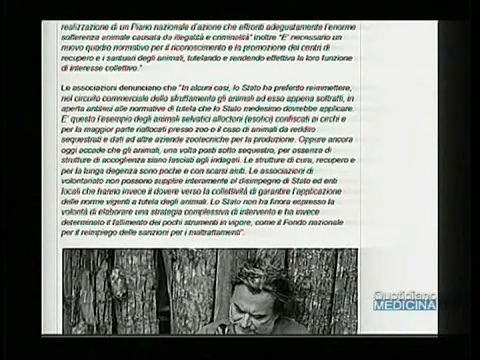 realizzazione di un Piano nazionale d'azione che affronti adeguatamente l'enorme
sofferenza animale causata da illegalità e criminalità" inoltre "E' necessario un
nuovo quadro normativo per il riconoscimento e la promozione dei centri di
recupero e i santuari degli animali, tutelando e rendendo effettiva la loro funzione
di interesse collettivo."
Le associazioni denunciano che "In alcuni casi, lo Stato ha preferito reimmettere,
nel circuito commerciale dello sfruttamento gli animali ad esso appena sottratti, in
aperta antitesi alle normative di tutela che lo Stato medesimo dovrebbe applicare.
E' questo l'esempio degli animali selvatici alloctoni (esotici) confiscati ai circhi e
per la maggior parte riallocati presso zoo o il caso di animali da reddito
sequestrati e dati ad altre aziende zootecniche per la produzione. Oppure ancora
oggi accade che gli animali, una volta posti sotto sequestro, per assenza di
strutture di accoglienza siano lasciati agli indagati. Le strutture di cura, recupero e
per la lunga degenza sono poche e con scarsi aiuti. Le associazioni di
volontariato non possono supplire interamente al disimpegno di Stato ed enti
locali che hanno invece il dovere verso la collettività di garantire l'applicazione
delle norme vigenti a tutela degli animali. Lo Stato non ha finora espresso la
volontà di elaborare una strategia complessiva di intervento e ha invece
determinato il fallimento dei pochi strumenti in vigore, come il Fondo nazionale
per il reimpiego delle sanzioni per i maltrattamenti".
Quotidiano
MEDICINA